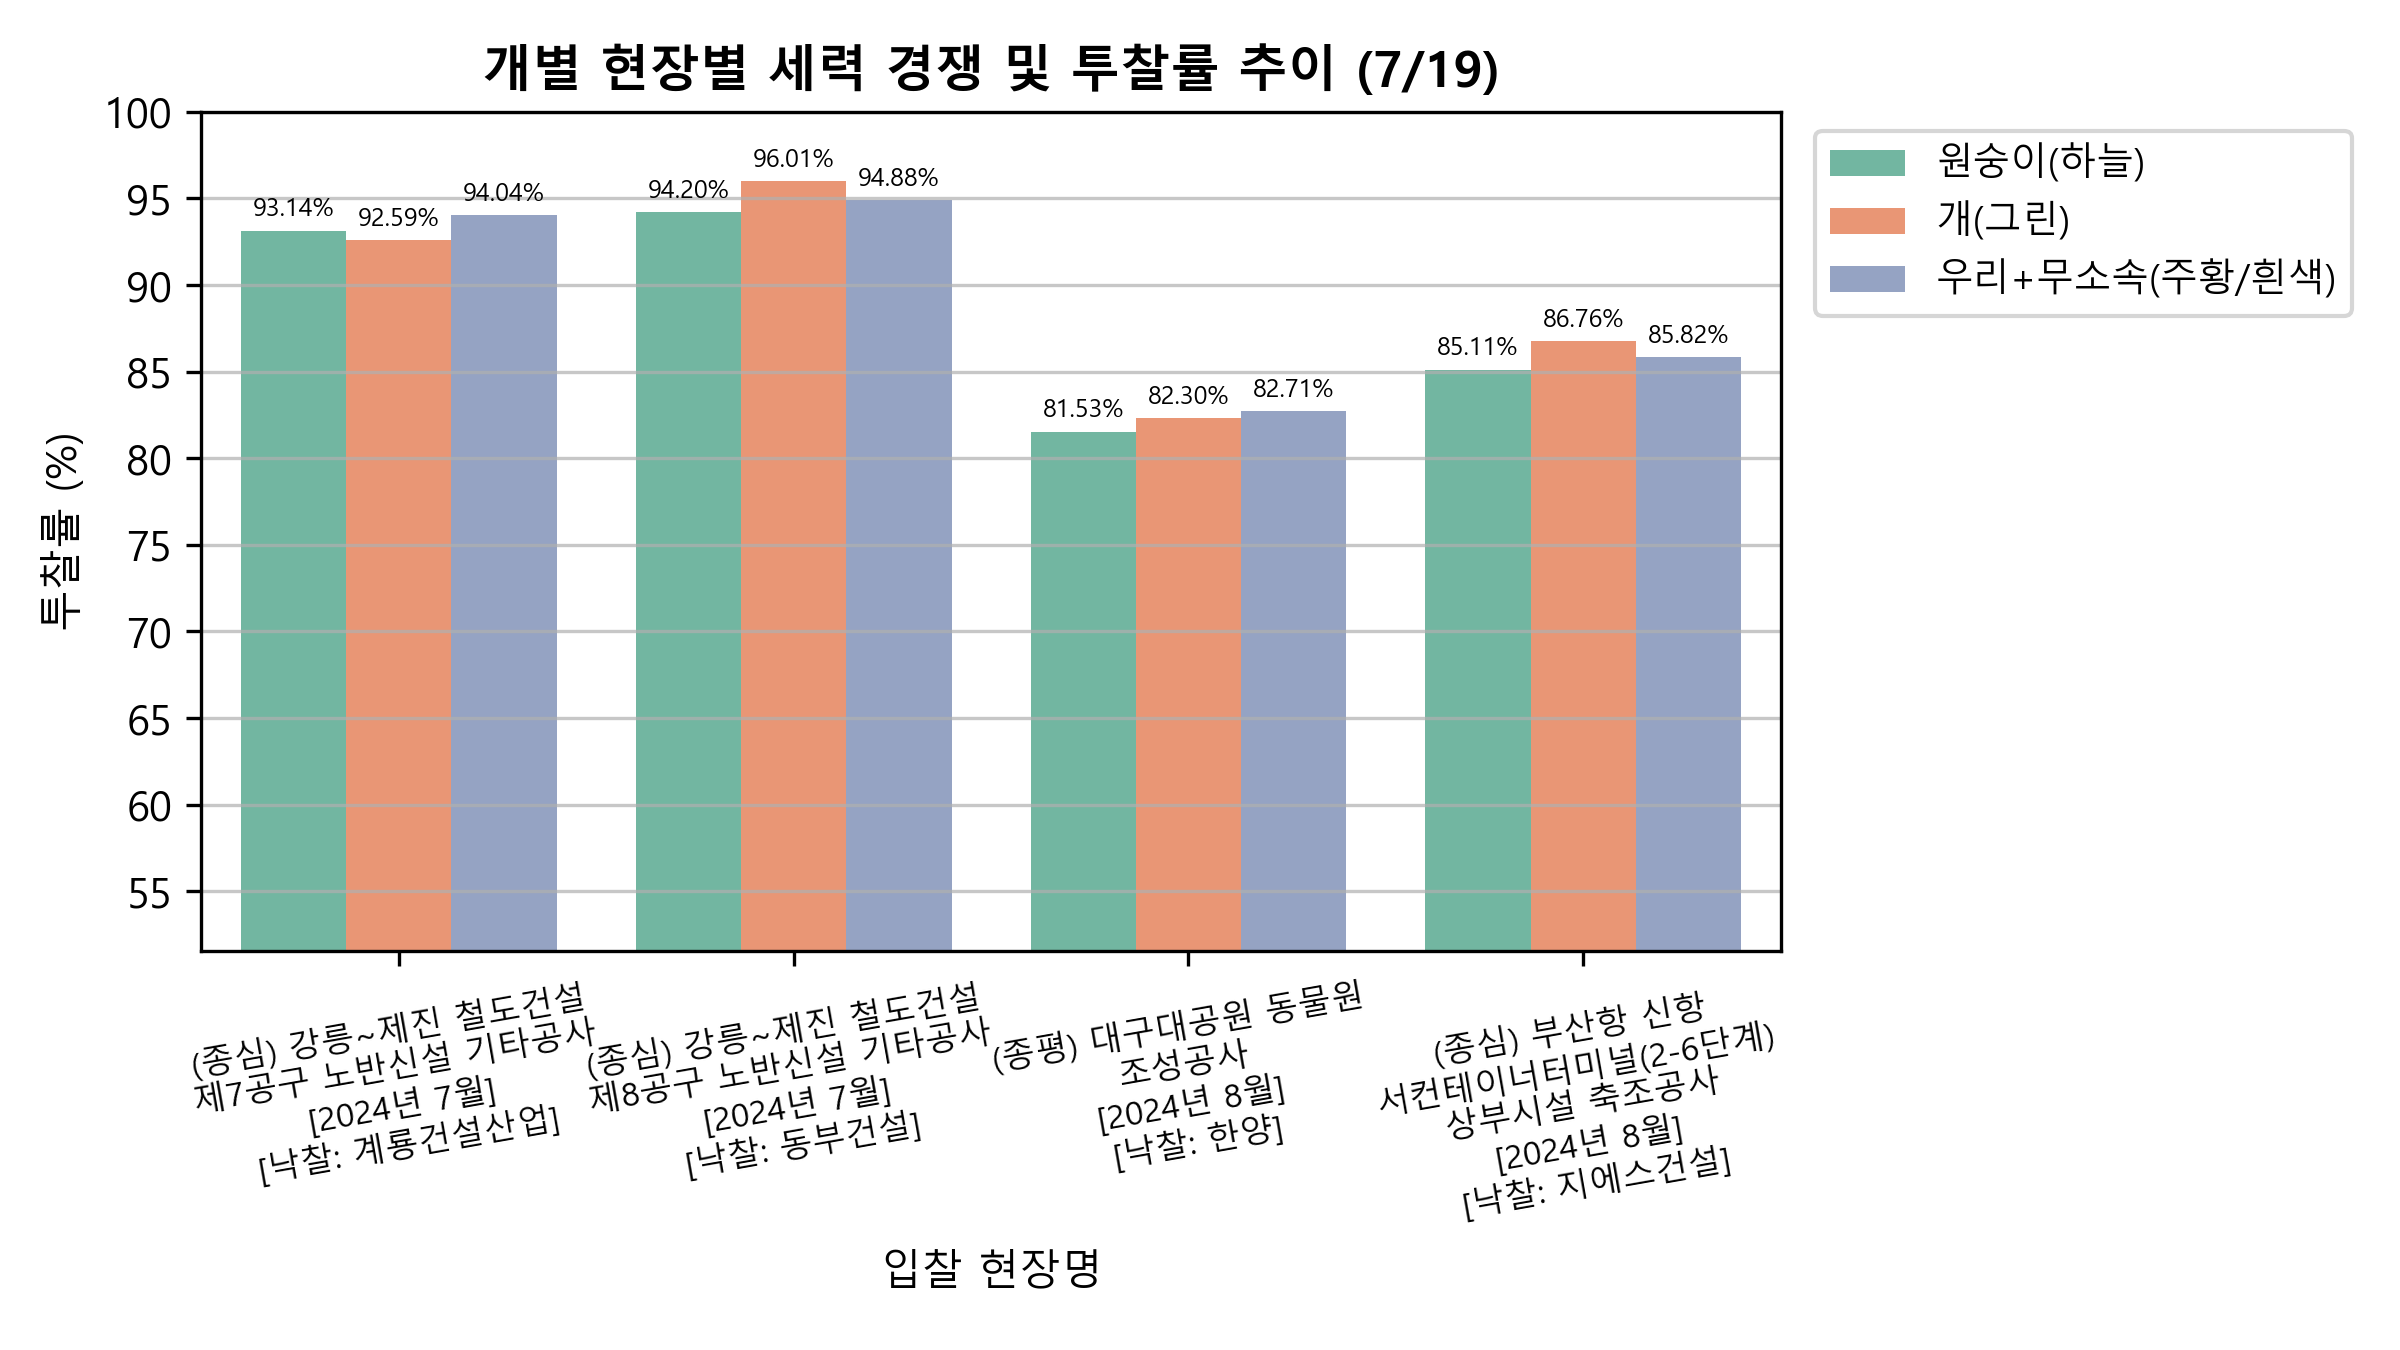 개별 현장별 세력 경쟁 및 투찰률 추이 (7/19)
100
95
90
85
80
75
70
65
60
55
투찰률 (%)
93.14%
92.59%
94.04%
94.20%
96.01%
94.88%
81.53%
82.30%
82.71%
85.11%
86.76%
85.82%
원숭이(하늘)
개(그린)
우리+무소속(주황/흰색)
(종심) 강릉~제진 철도건설
제7공구 노반신설 기타공사
[2024년 7월]
[낙찰: 계룡건설산업]
(종심) 강릉~제진 철도건설
제8공구 노반신설 기타공사
[2024년 7월]
[낙찰: 동부건설]
(종평) 대구대공원 동물원
조성공사
[2024년 8월]
[낙찰: 한양]
(종심) 부산항 신항
서컨테이너터미널(2-6단계)
상부시설 축조공사
[2024년 8월]
[낙찰: 지에스건설]
입찰 현장명